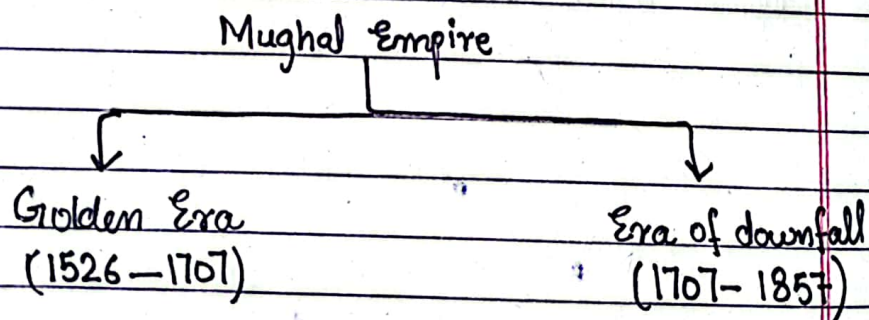 Mughal Empire
Golden Era
Era of downfall
(1526-1707)
(1707-1857)